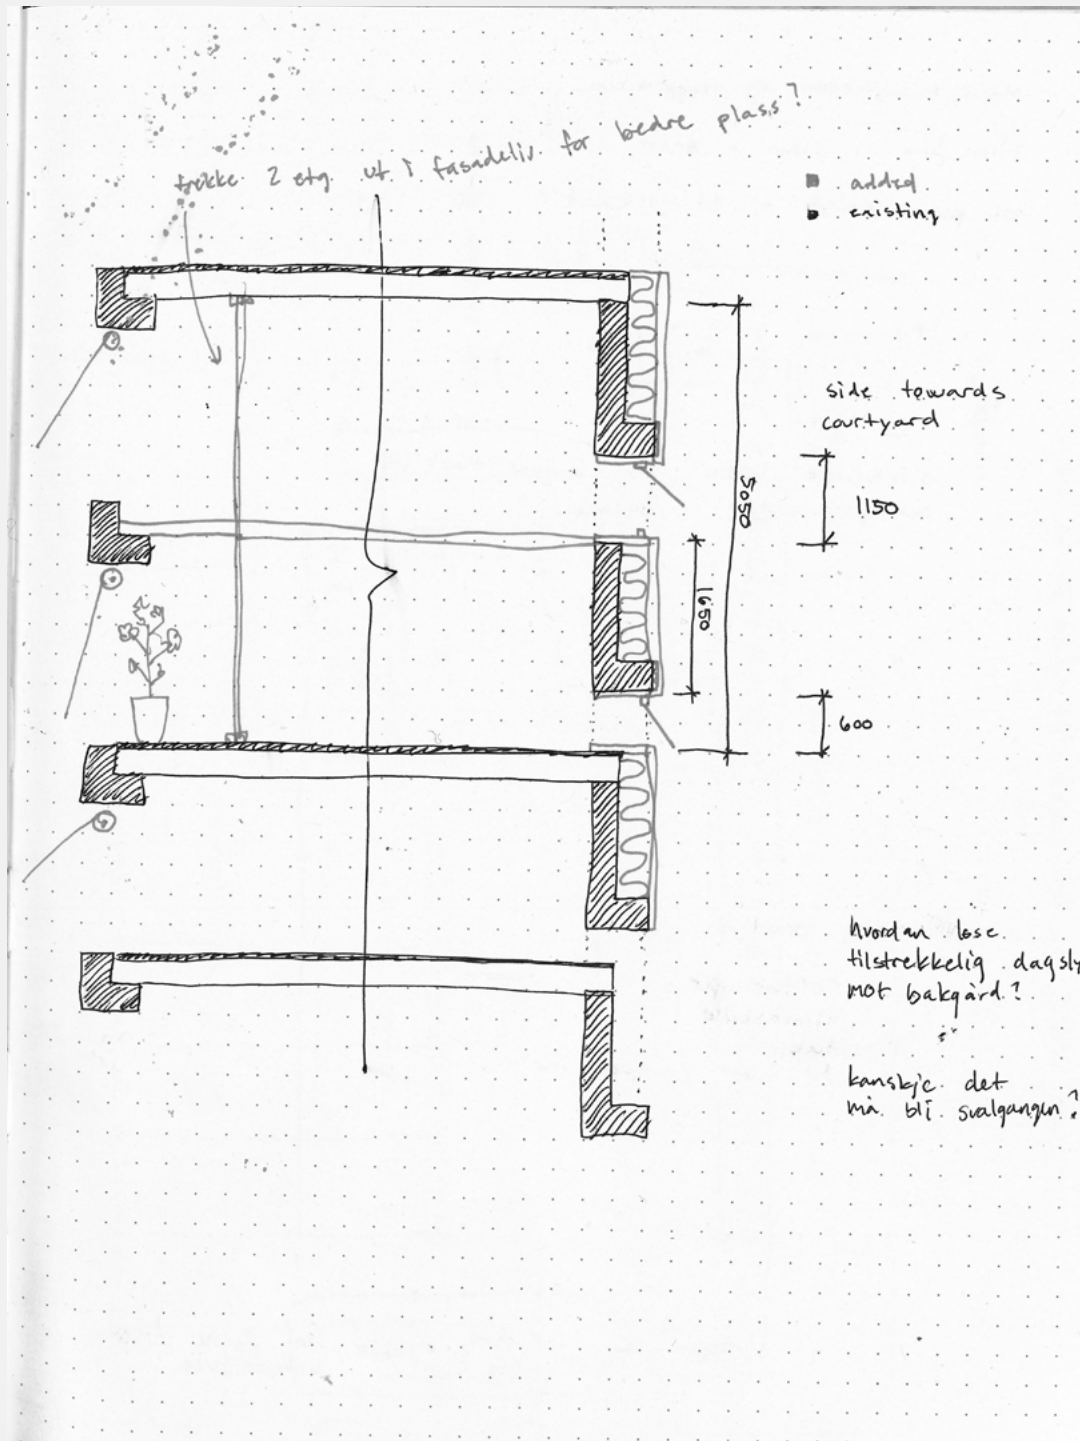 trekke 2 etg ut i fasadeliv for bedre plass?
added
existing
side towards
courtyard
1150
5050
1650
600
hvordan løse
tilstrekkelig dagsly
mot bakgård?
kanskje det
må bli svalgangen?